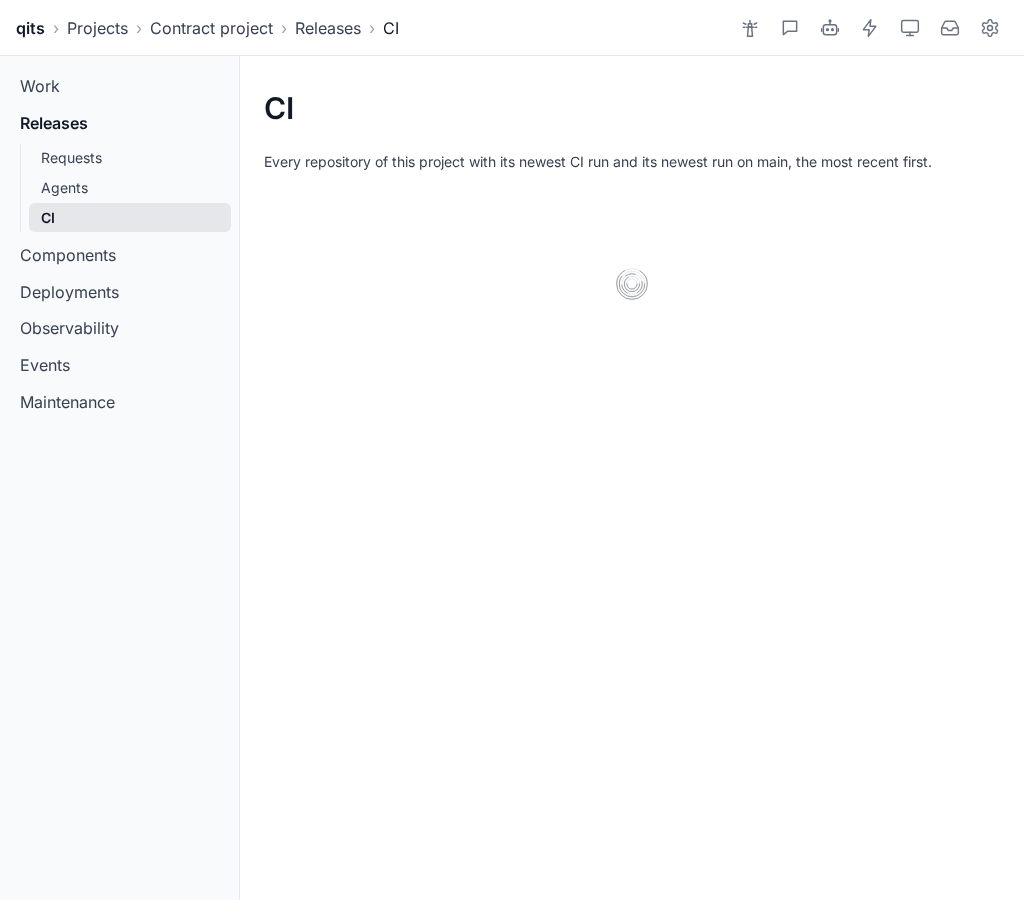 qits › Projects › Contract project › Releases › CI
Work
Releases
Requests
Agents
CI
Components
Deployments
Observability
Events
Maintenance
CI
Every repository of this project with its newest CI run and its newest run on main, the most recent first.